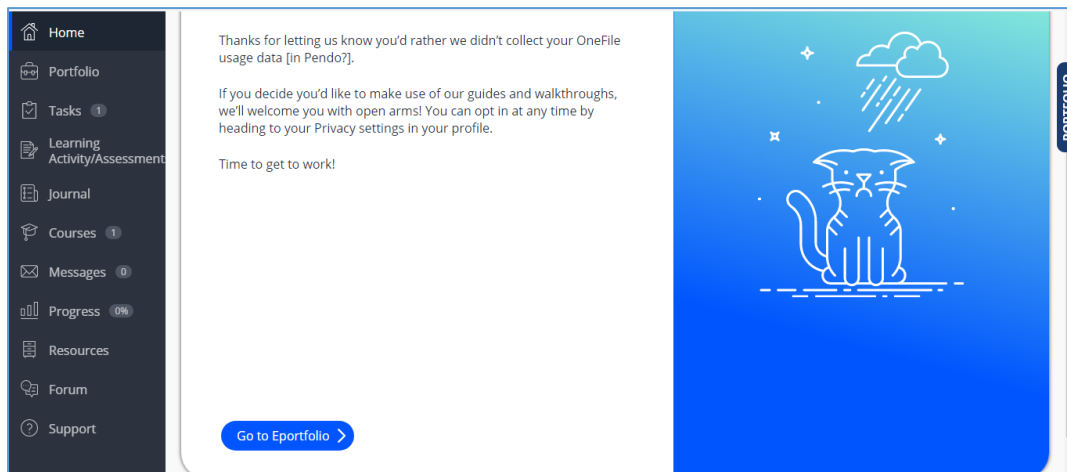 Home
Portfolio
Tasks 1
Learning
Activity/Assessment
Journal
Courses 1
Messages 0
Progress 0%
Resources
Forum
Support
Thanks for letting us know you'd rather we didn't collect your OneFile
usage data [in Pendo?].
If you decide you'd like to make use of our guides and walkthroughs,
we'll welcome you with open arms! You can opt in at any time by
heading to your Privacy settings in your profile.
Time to get to work!
Go to Eportfolio
PORTFOLIO